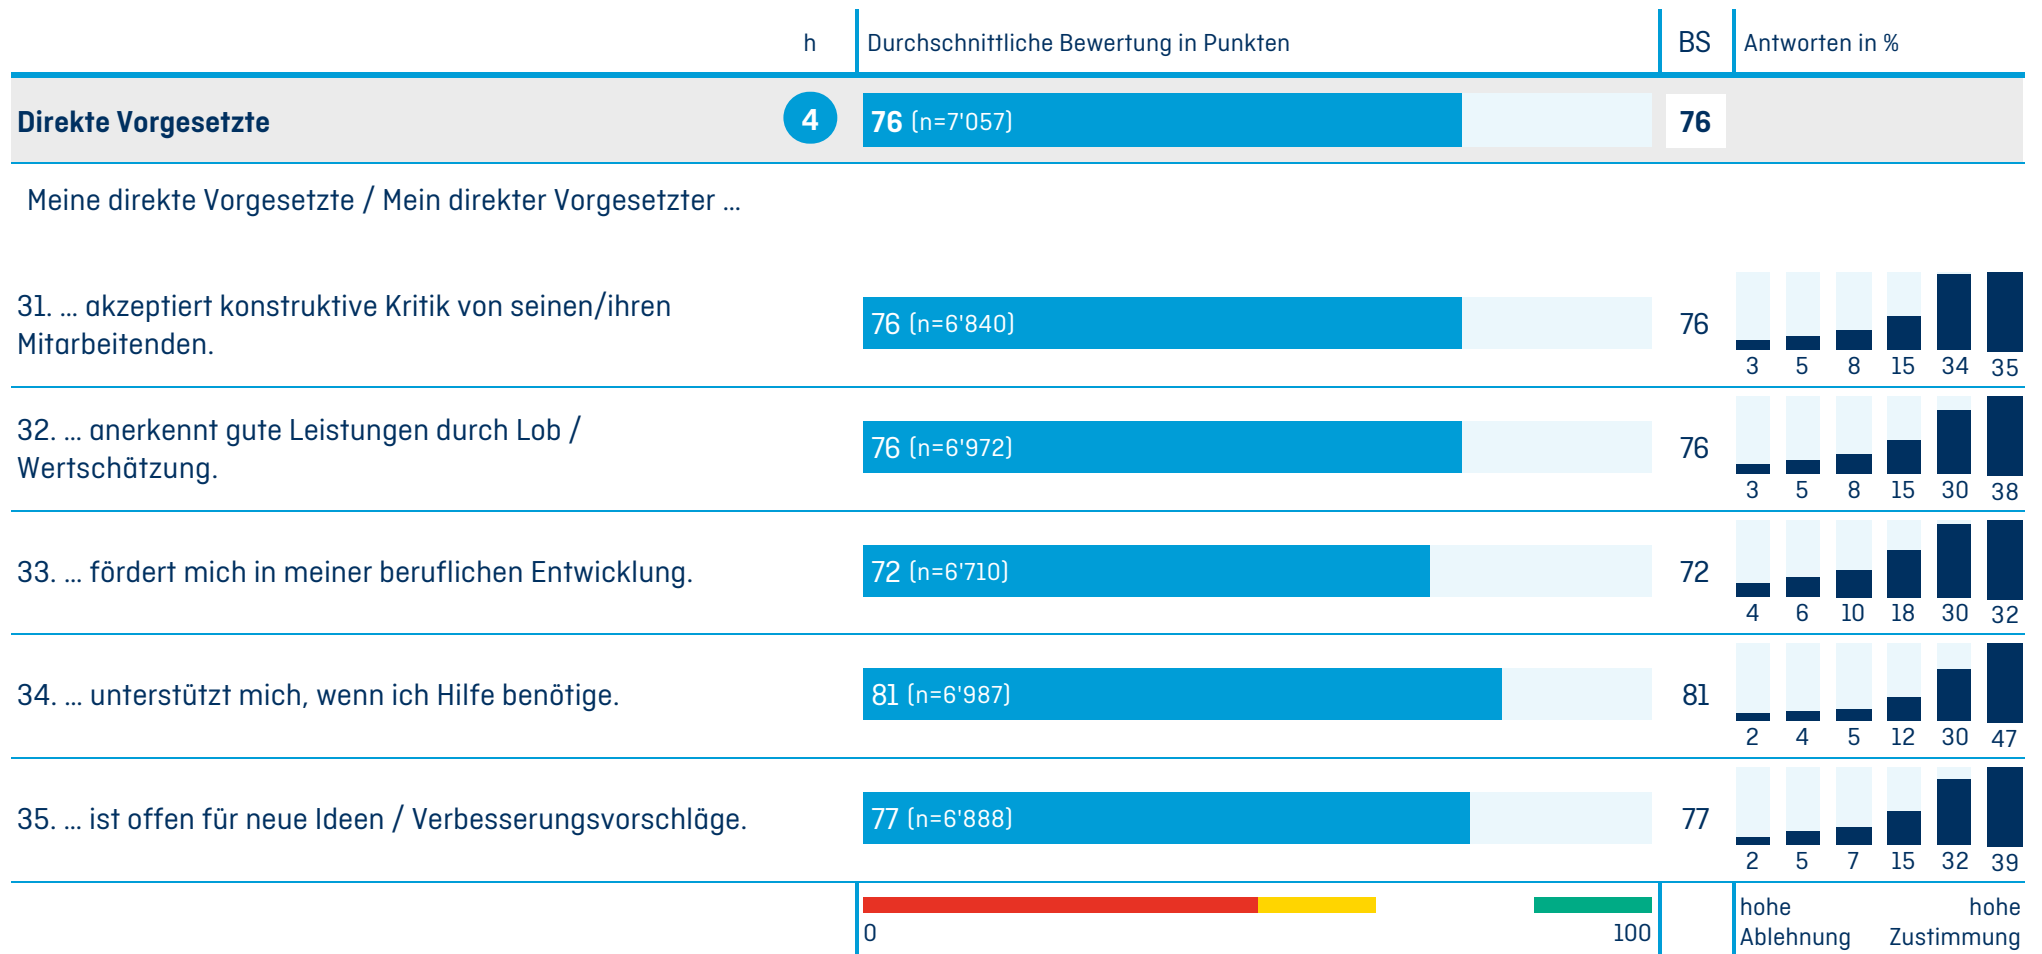 h Durchschnittliche Bewertung in Punkten BS Antworten in %
Direkte Vorgesetzte 4 76 (n=7'057) 76
Meine direkte Vorgesetzte / Mein direkter Vorgesetzter ...
31. ... akzeptiert konstruktive Kritik von seinen/ihren
Mitarbeitenden.
76 (n=6'840) 76
3 5 8 15 34 35
32. ... anerkennt gute Leistungen durch Lob /
Wertschätzung.
76 (n=6'972) 76
3 5 8 15 30 38
33. ... fördert mich in meiner beruflichen Entwicklung. 72 (n=6'710) 72
4 6 10 18 30 32
34. ... unterstützt mich, wenn ich Hilfe benötige. 81 (n=6'987) 81
2 4 5 12 30 47
35. ... ist offen für neue Ideen / Verbesserungsvorschläge. 77 (n=6'888) 77
2 5 7 15 32 39
0 100
hohe hohe
Ablehnung Zustimmung